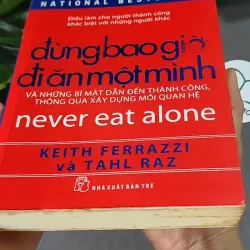 NATIONAL BEST
Điều làm cho người thành công
khác biệt với những người khác
đừng bao giờ
đi ăn một mình
VÀ NHỮNG BÍ MẬT DẪN ĐẾN THÀNH CÔNG,
THÔNG QUA XÂY DỰNG MỐI QUAN HỆ
never eat alone
KEITH FERRAZZI
và TAHL RAZ
NHÀ XUẤT BẢN TRẺ